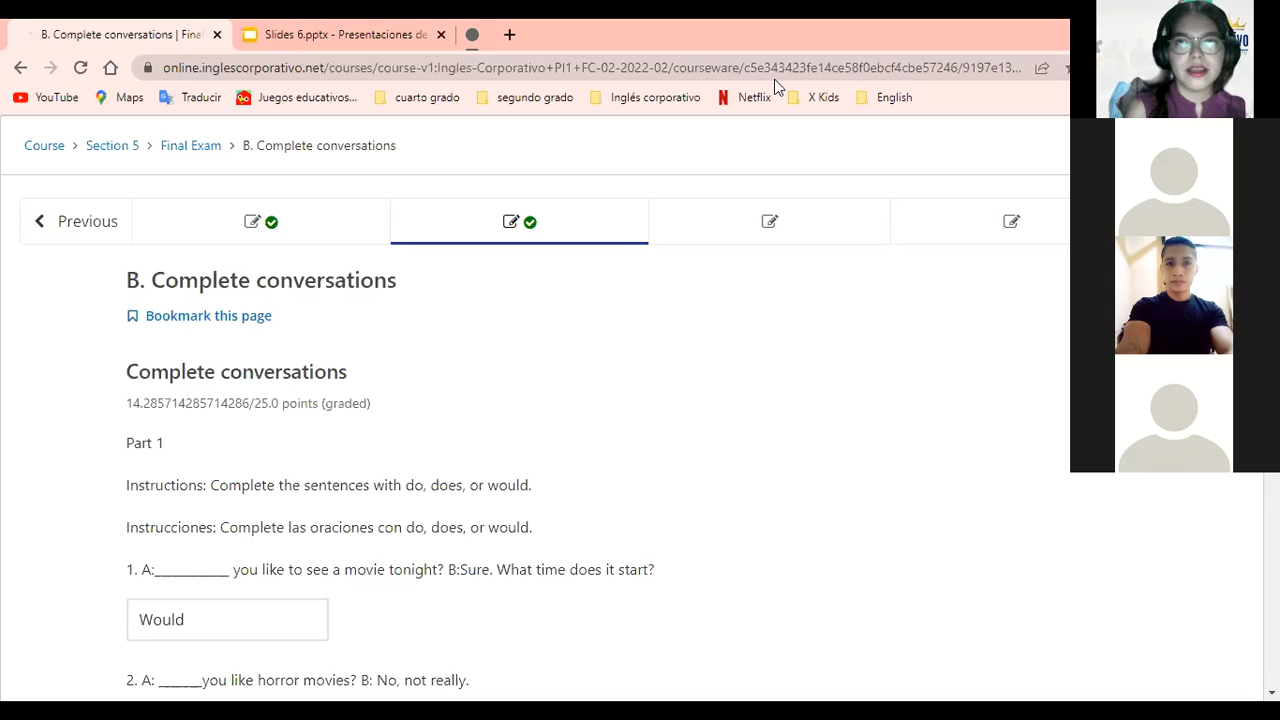 B. Complete conversations | Fina
Slides 6.pptx - Presentaciones de
online.inglescorporativo.net/courses/course-v1:Ingles-Corporativo+PI1+FC-02-2022-02/courseware/c5e343423fe14ce58f0ebcf4cbe57246/9197e13...
YouTube
Maps
Traducir
Juegos educativos...
cuarto grado
segundo grado
Inglés corporativo
Netflix
X Kids
English
Course > Section 5 > Final Exam > B. Complete conversations
Previous
B. Complete conversations
Bookmark this page
Complete conversations
14.285714285714286/25.0 points (graded)
Part 1
Instructions: Complete the sentences with do, does, or would.
Instrucciones: Complete las oraciones con do, does, or would.
1. A:___________ you like to see a movie tonight? B:Sure. What time does it start?
Would
2. A: ______you like horror movies? B: No, not really.